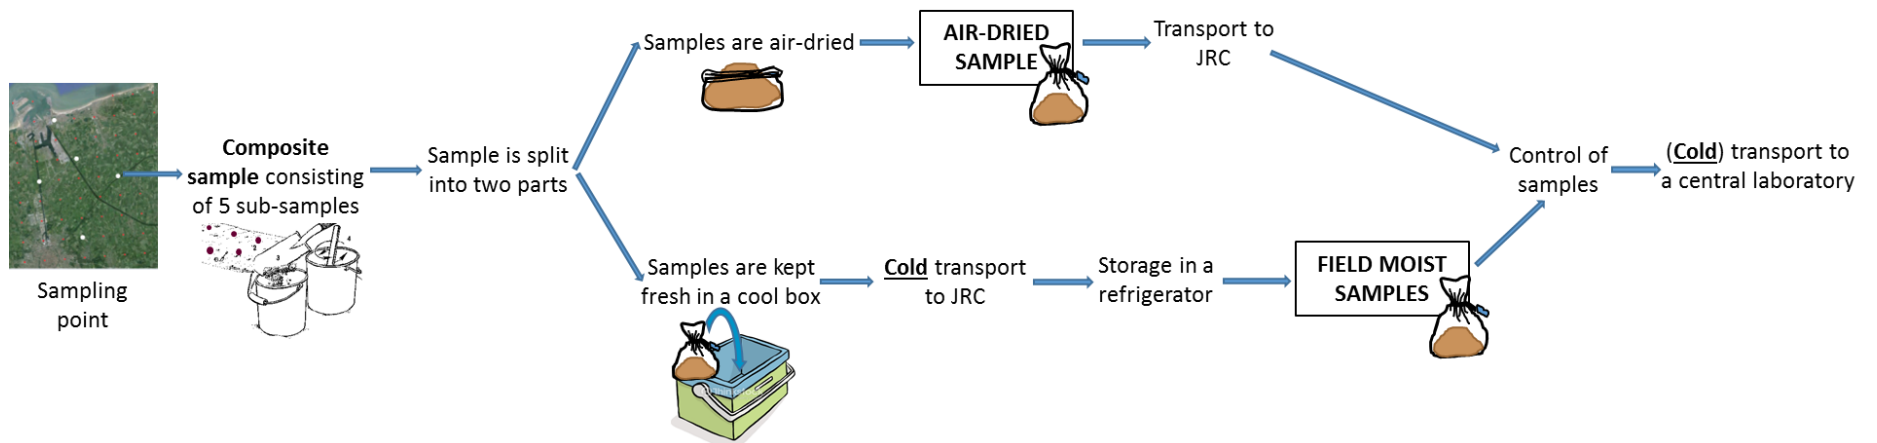 Sampling
point
Composite
sample consisting
of 5 sub-samples
Sample is split
into two parts
Samples are air-dried
AIR-DRIED
SAMPLE
Transport to
JRC
Samples are kept
fresh in a cool box
Cold transport
to JRC
Storage in a
refrigerator
FIELD MOIST
SAMPLES
Control of
samples
(Cold) transport to
a central laboratory